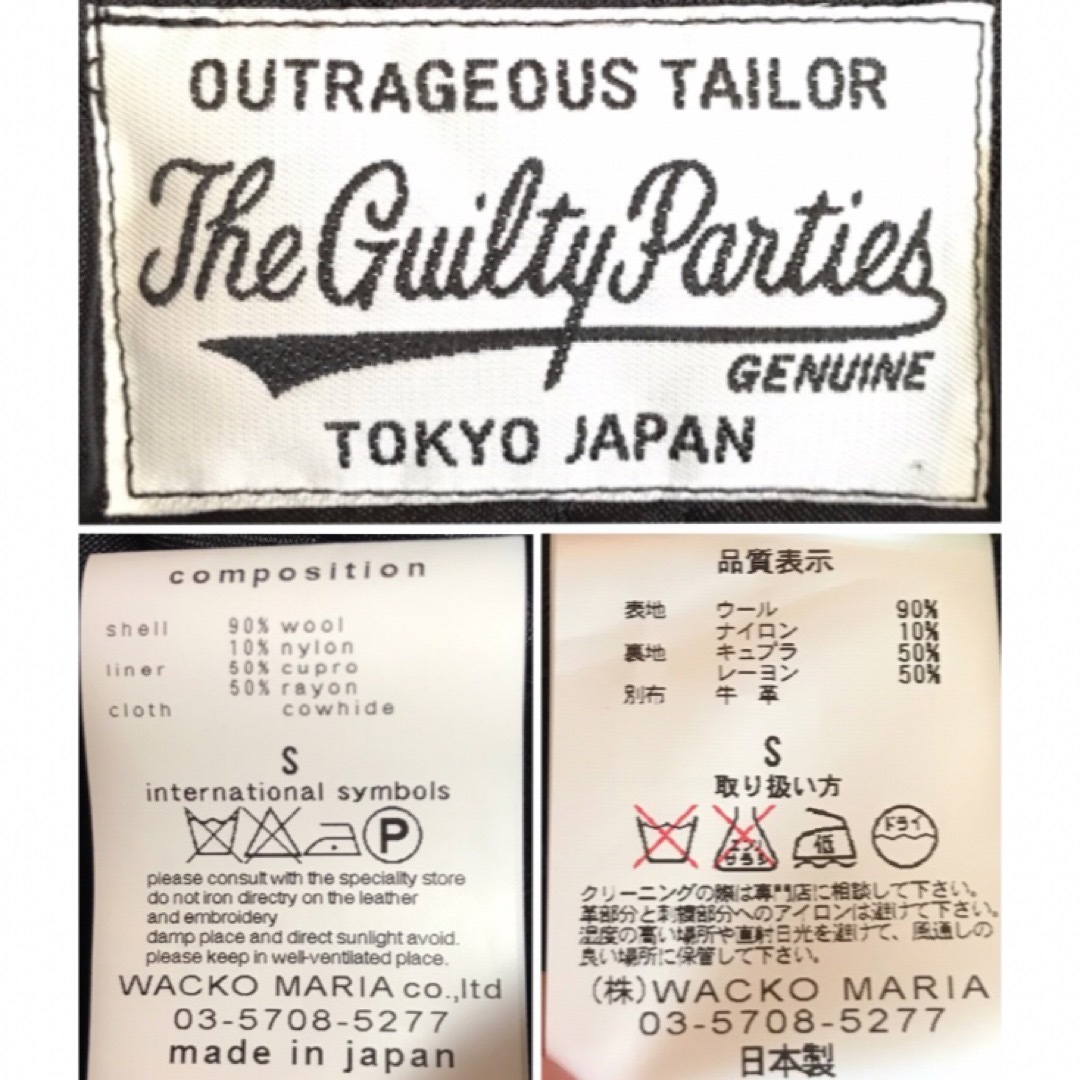 OUTRAGEOUS TAILOR
The Guilty Parties
GENUINE
TOKYO JAPAN
composition
shell 90% wool
10% nylon
liner 50% cupro
50% rayon
cloth cowhide
S
international symbols
P
please consult with the speciality store
do not iron directry on the leather
and embroidery
damp place and direct sunlight avoid.
please keep in well-ventilated place.
WACKO MARIA co.,ltd
03-5708-5277
made in japan
品質表示
表地 ウール 90%
ナイロン 10%
裏地 キュプラ 50%
レーヨン 50%
別布 牛革
S
取り扱い方
エンソサラシ 低 ドライ
クリーニングの際は専門店に相談して下さい。
革部分と刺繍部分へのアイロンは避けて下さい。
湿度の高い場所や直射日光を避けて、風通しの
良い場所に保管して下さい。
(株)WACKO MARIA
03-5708-5277
日本製